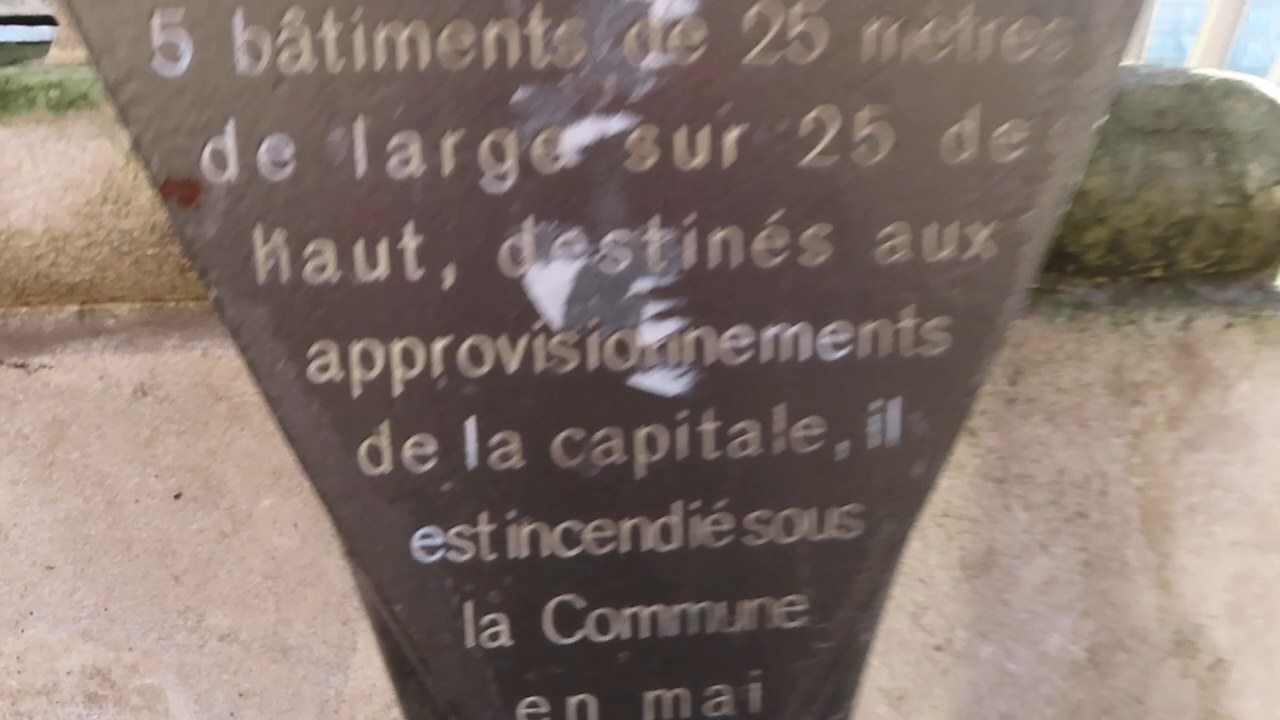 5 bâtiments de 25 mètres
de large sur 25 de
haut, destinés aux
approvisionnements
de la capitale, il
est incendié sous
la Commune
en mai